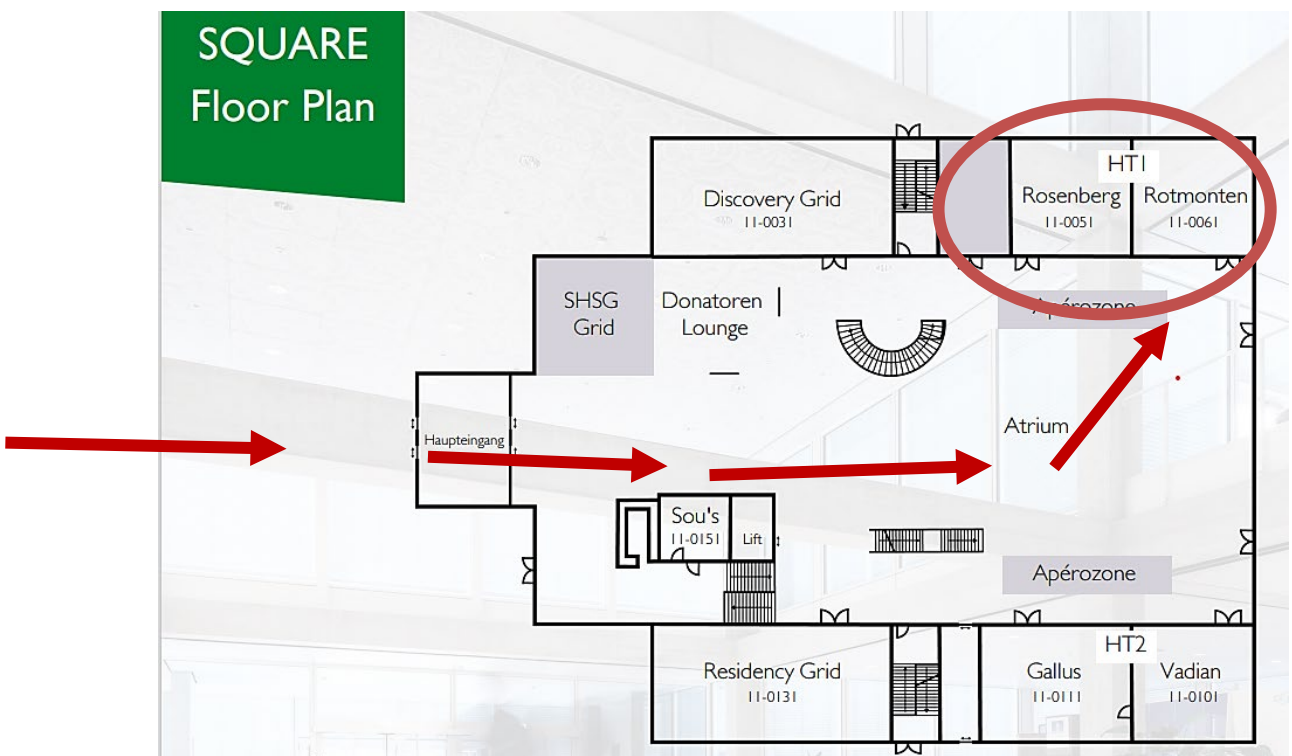 SQUARE
Floor Plan
HT1
Discovery Grid
11-0031
Rosenberg
11-0051
Rotmonten
11-0061
SHSG
Grid
Donatoren
Lounge
Apérozone
Atrium
Haupteingang
Sou's
11-0151
Lift
Apérozone
HT2
Residency Grid
11-0131
Gallus
11-0111
Vadian
11-0101